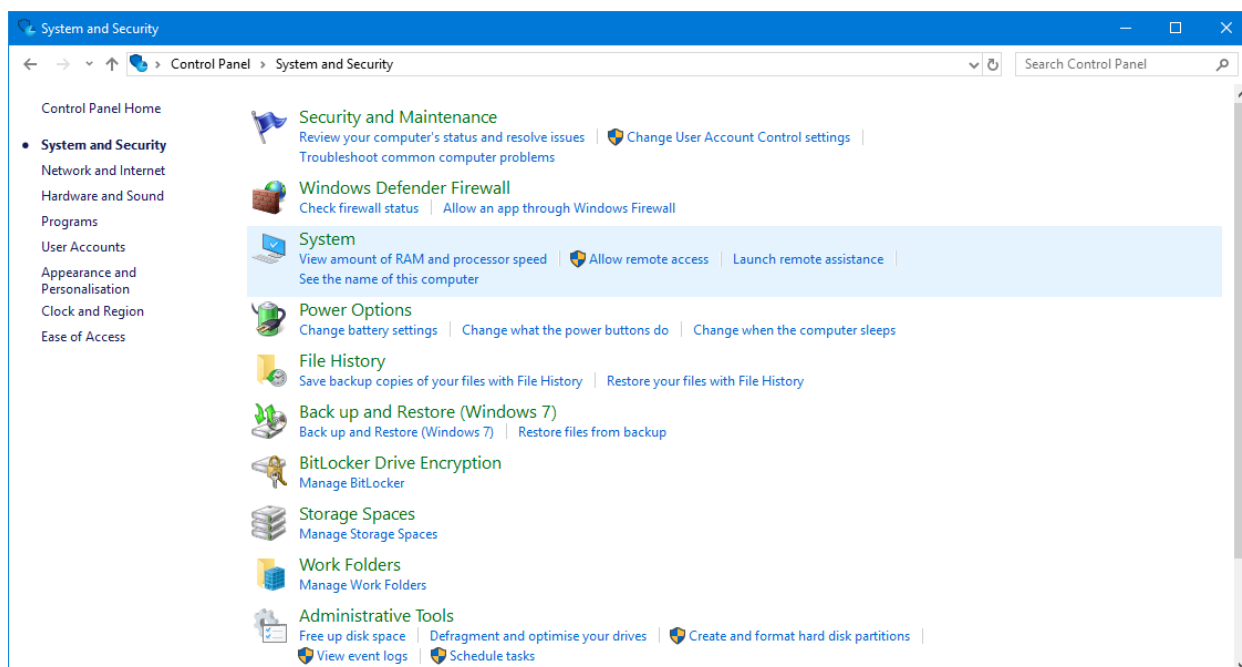 System and Security
Control Panel > System and Security
Search Control Panel
Control Panel Home
System and Security
Network and Internet
Hardware and Sound
Programs
User Accounts
Appearance and
Personalisation
Clock and Region
Ease of Access
Security and Maintenance
Review your computer's status and resolve issues
Change User Account Control settings
Troubleshoot common computer problems
Windows Defender Firewall
Check firewall status
Allow an app through Windows Firewall
System
View amount of RAM and processor speed
Allow remote access
Launch remote assistance
See the name of this computer
Power Options
Change battery settings
Change what the power buttons do
Change when the computer sleeps
File History
Save backup copies of your files with File History
Restore your files with File History
Back up and Restore (Windows 7)
Back up and Restore (Windows 7)
Restore files from backup
BitLocker Drive Encryption
Manage BitLocker
Storage Spaces
Manage Storage Spaces
Work Folders
Manage Work Folders
Administrative Tools
Free up disk space
Defragment and optimise your drives
Create and format hard disk partitions
View event logs
Schedule tasks